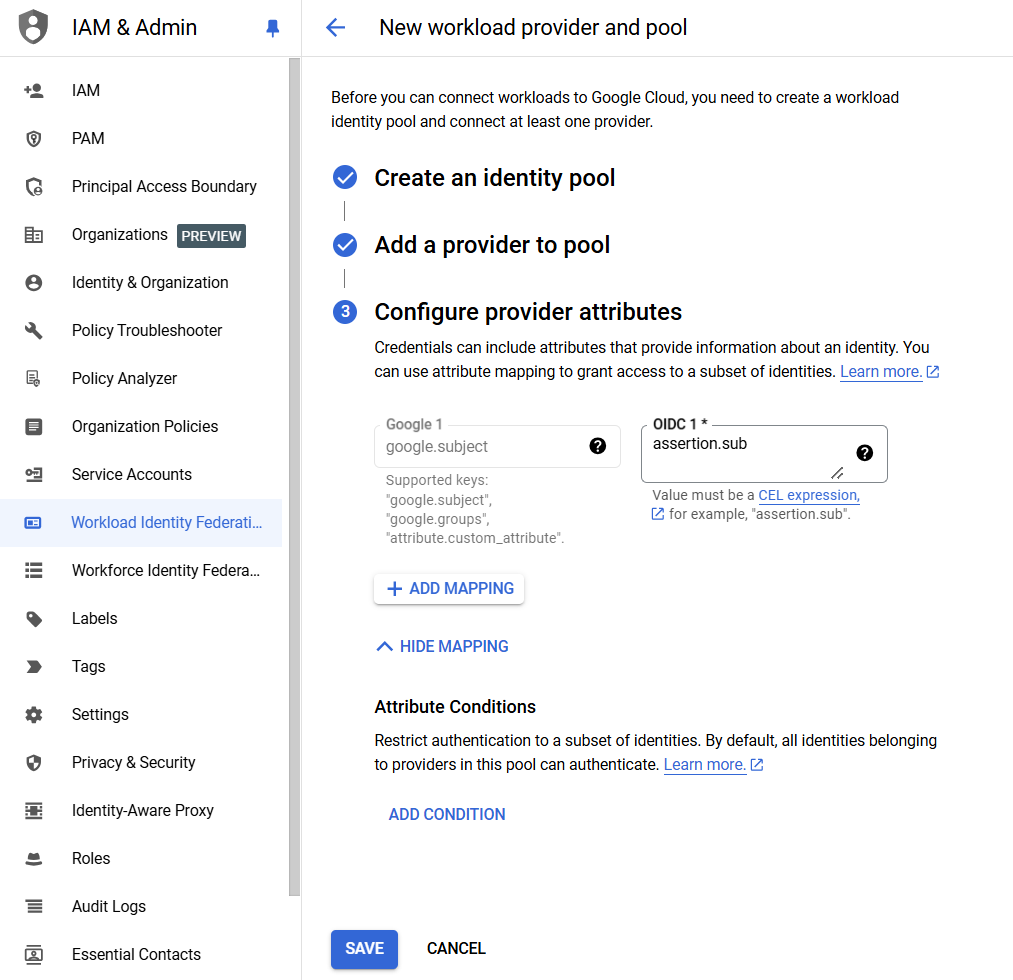 IAM & Admin
IAM
PAM
Principal Access Boundary
Organizations PREVIEW
Identity & Organization
Policy Troubleshooter
Policy Analyzer
Organization Policies
Service Accounts
Workload Identity Federati...
Workforce Identity Federa...
Labels
Tags
Settings
Privacy & Security
Identity-Aware Proxy
Roles
Audit Logs
Essential Contacts
New workload provider and pool
Before you can connect workloads to Google Cloud, you need to create a workload
identity pool and connect at least one provider.
Create an identity pool
Add a provider to pool
3 Configure provider attributes
Credentials can include attributes that provide information about an identity. You
can use attribute mapping to grant access to a subset of identities. Learn more.
Google 1
google.subject
Supported keys:
"google.subject",
"google.groups",
"attribute.custom_attribute".
OIDC 1 *
assertion.sub
Value must be a CEL expression,
for example, "assertion.sub".
ADD MAPPING
HIDE MAPPING
Attribute Conditions
Restrict authentication to a subset of identities. By default, all identities belonging
to providers in this pool can authenticate. Learn more.
ADD CONDITION
SAVE CANCEL